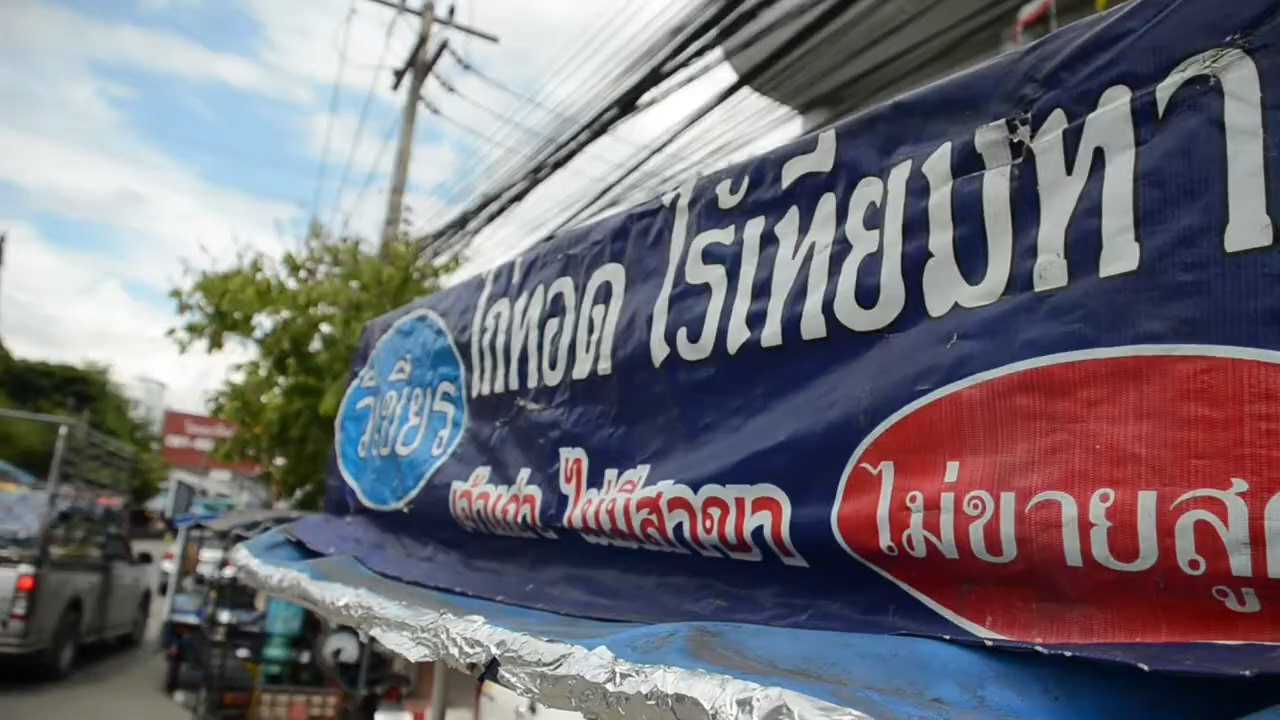 วิเชียร
ไก่ทอด ไร้เทียมทา
เจ้าเก่า ไม่มีสาขา
ไม่ขายสูต